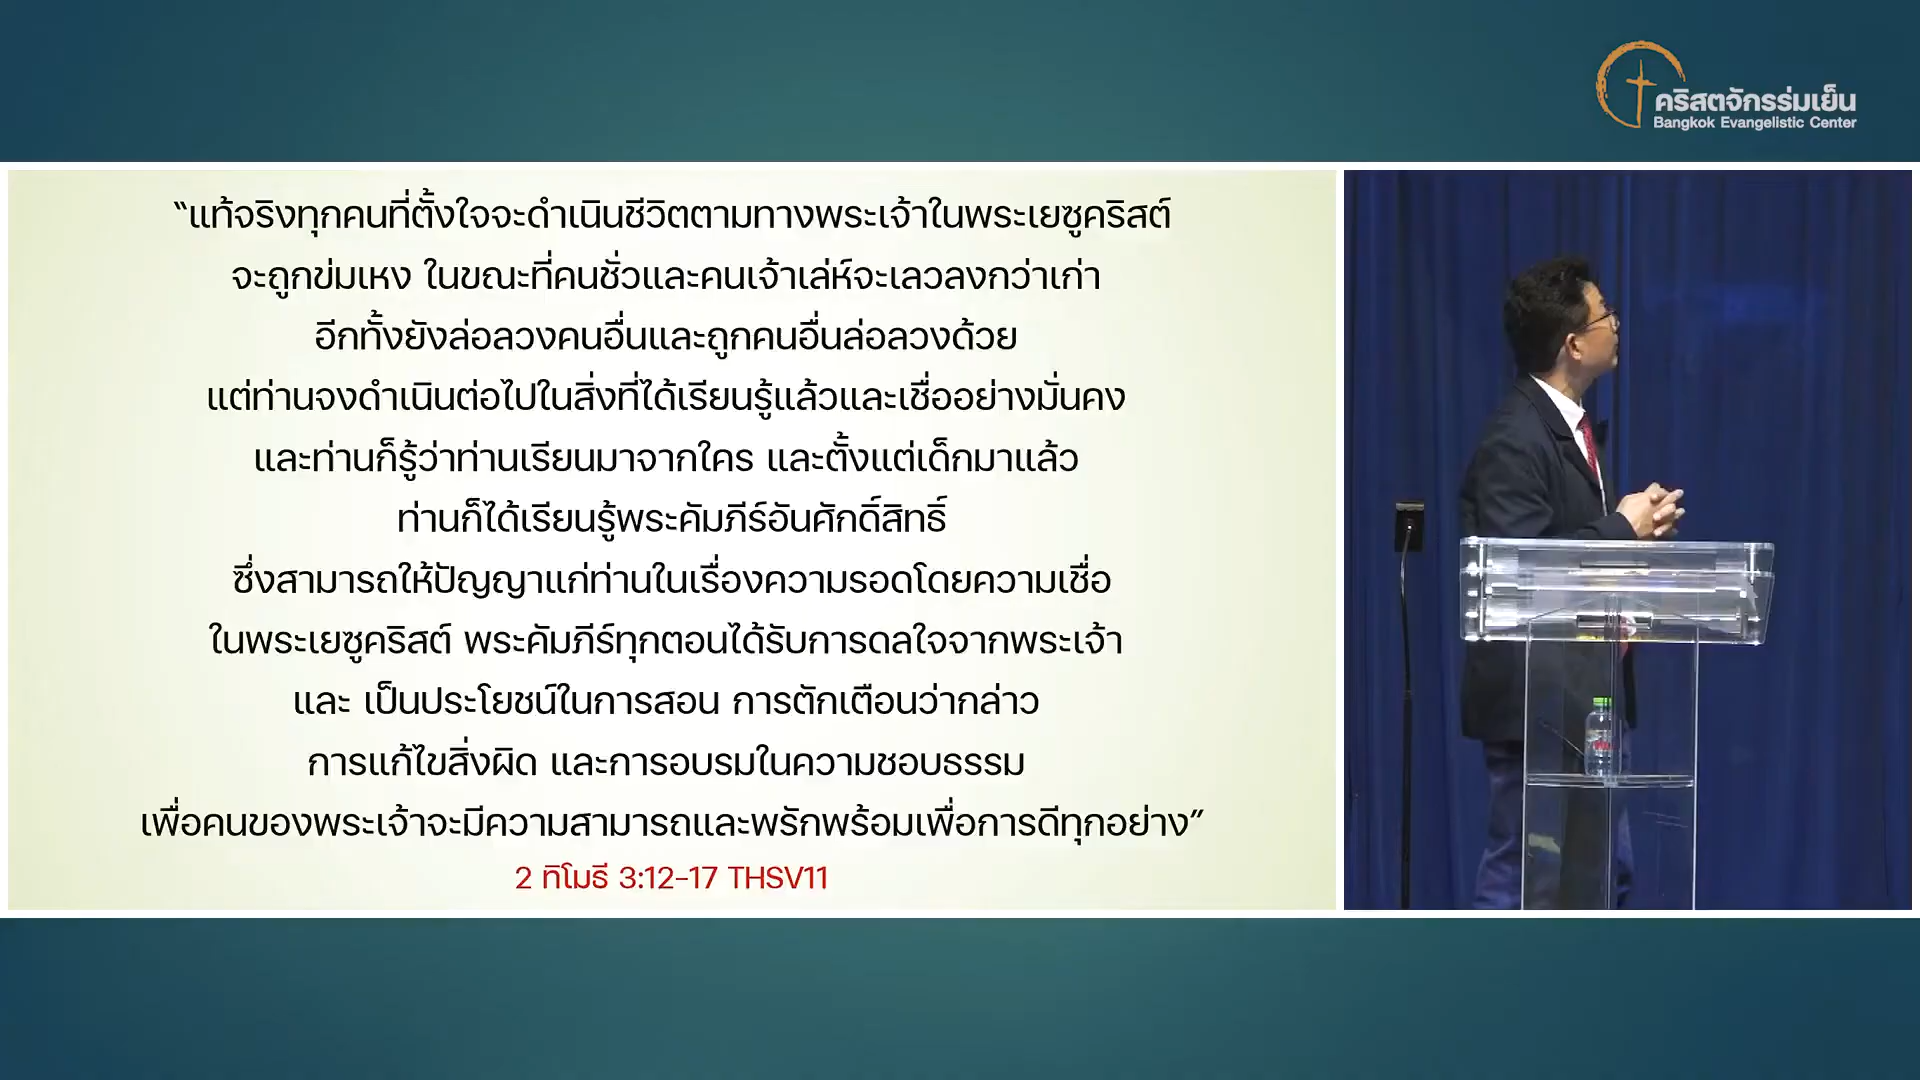 คริสตจักรร่มเย็น
Bangkok Evangelistic Center
“แท้จริงทุกคนที่ตั้งใจจะดำเนินชีวิตตามทางพระเจ้าในพระเยซูคริสต์
จะถูกข่มเหง ในขณะที่คนชั่วและคนเจ้าเล่ห์จะเลวลงกว่าเก่า
อีกทั้งยังล่อลวงคนอื่นและถูกคนอื่นล่อลวงด้วย
แต่ท่านจงดำเนินต่อไปในสิ่งที่ได้เรียนรู้แล้วและเชื่ออย่างมั่นคง
และท่านก็รู้ว่าท่านเรียนมาจากใคร และตั้งแต่เด็กมาแล้ว
ท่านก็ได้เรียนรู้พระคัมภีร์อันศักดิ์สิทธิ์
ซึ่งสามารถให้ปัญญาแก่ท่านในเรื่องความรอดโดยความเชื่อ
ในพระเยซูคริสต์ พระคัมภีร์ทุกตอนได้รับการดลใจจากพระเจ้า
และ เป็นประโยชน์ในการสอน การตักเตือนว่ากล่าว
การแก้ไขสิ่งผิด และการอบรมในความชอบธรรม
เพื่อคนของพระเจ้าจะมีความสามารถและพรักพร้อมเพื่อการดีทุกอย่าง”
2 ทิโมธี 3:12-17 THSV11